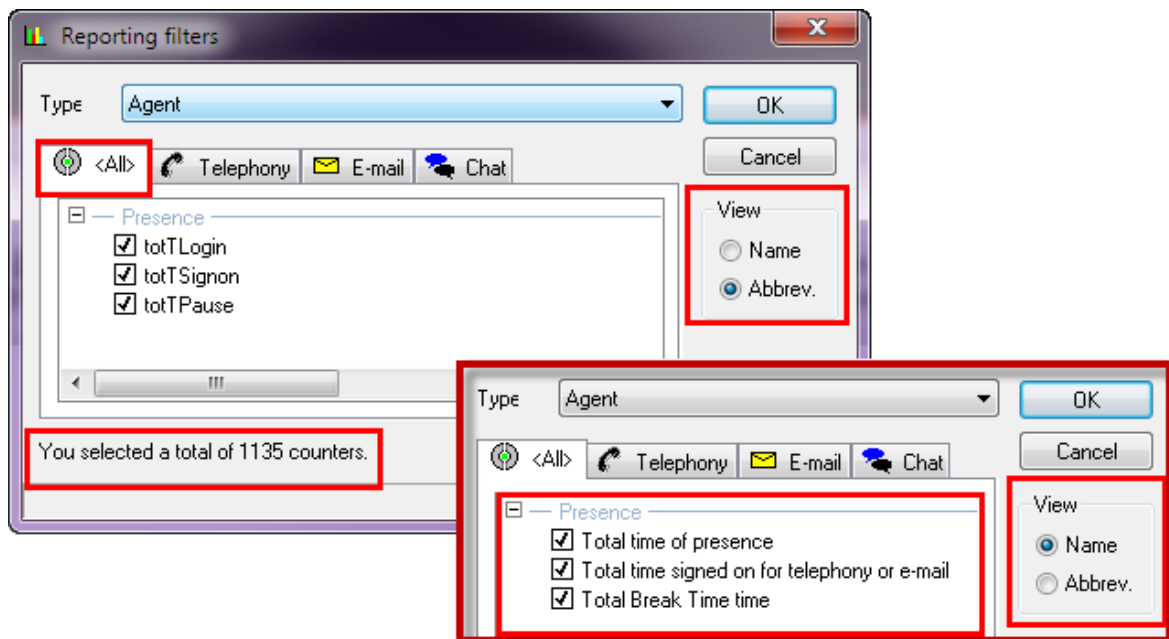 Reporting filters
Type Agent OK
Cancel
<All> Telephony E-mail Chat
Presence
totTLogin
totTSignon
totTPause
View
Name
Abbrev.
You selected a total of 1135 counters.
Type Agent OK
Cancel
<All> Telephony E-mail Chat
Presence
Total time of presence
Total time signed on for telephony or e-mail
Total Break Time time
View
Name
Abbrev.